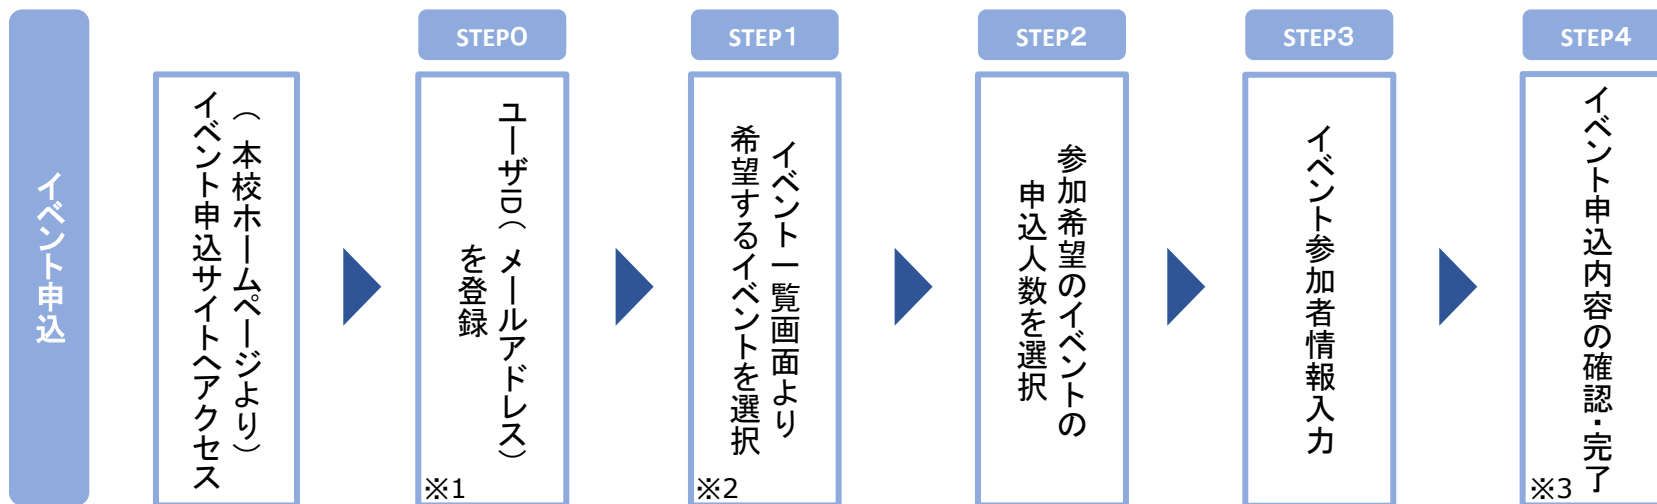 イベント申込
（本校ホームページより）
イベント申込サイトへアクセス
STEP0
ユーザID（メールアドレス）
を登録
※1
STEP1
イベント一覧画面より
希望するイベントを選択
※2
STEP2
参加希望のイベントの
申込人数を選択
STEP3
イベント参加者情報入力
STEP4
イベント申込内容の確認・完了
※3